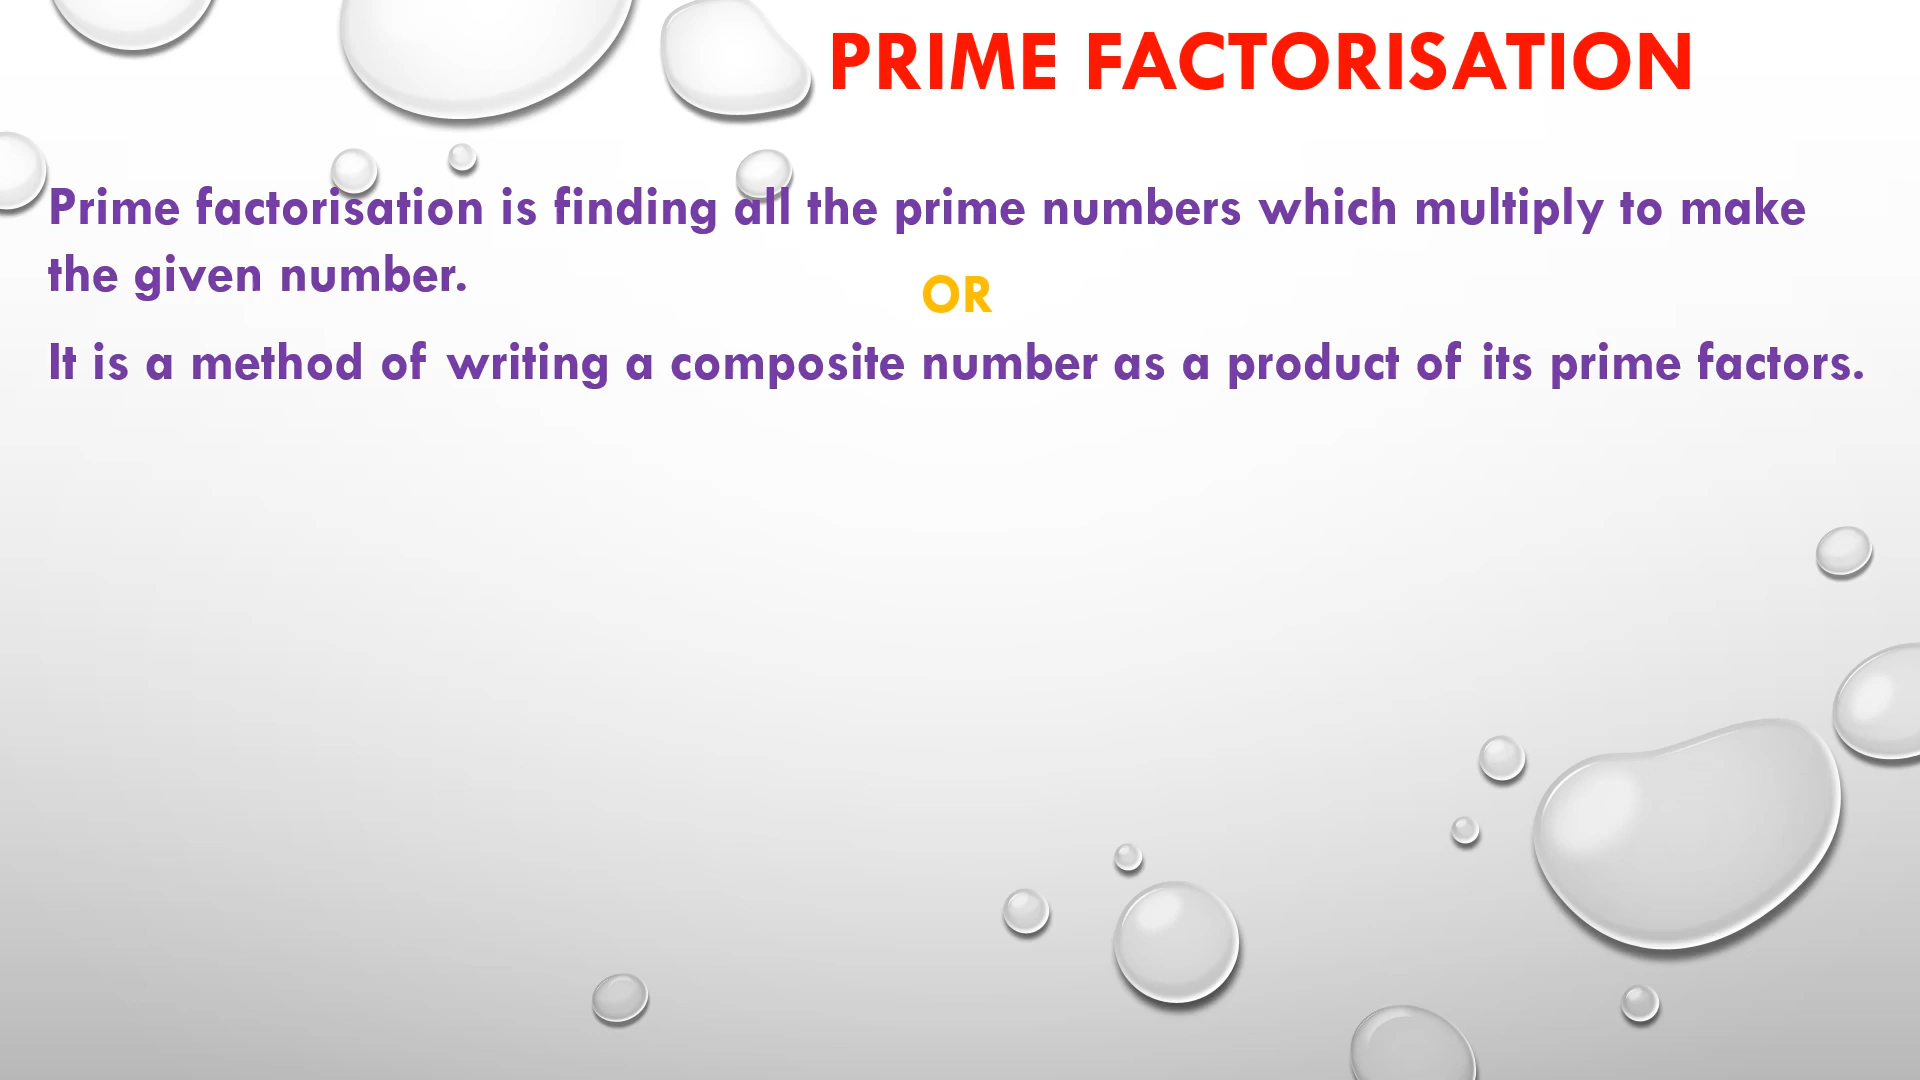 PRIME FACTORISATION
Prime factorisation is finding all the prime numbers which multiply to make
the given number.
OR
It is a method of writing a composite number as a product of its prime factors.